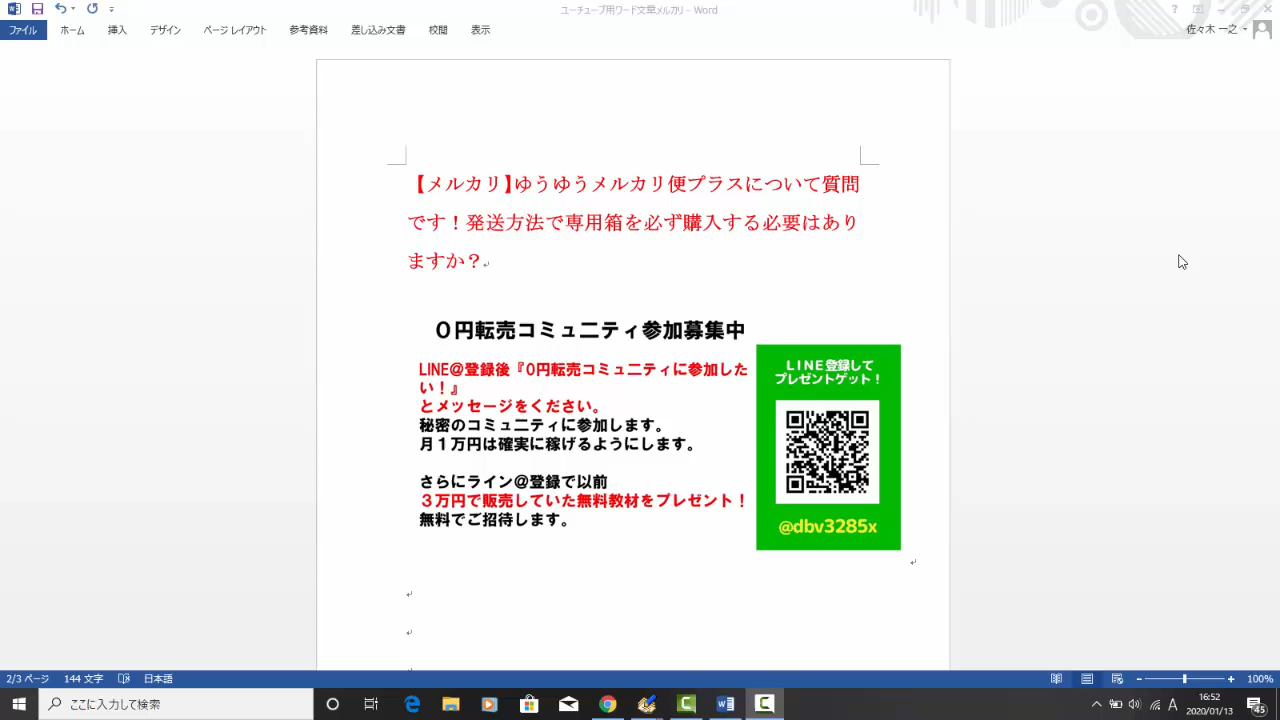 ユーチューブ用ワード文章メルカリ - Word
ファイル ホーム 挿入 デザイン ページ レイアウト 参考資料 差し込み文書 校閲 表示 佐々木 一之
【メルカリ】ゆうゆうメルカリ便プラスについて質問
です！発送方法で専用箱を必ず購入する必要はあり
ますか？
０円転売コミュニティ参加募集中
LINE@登録後『0円転売コミュニティに参加した
い！』
とメッセージをください。
秘密のコミュニティに参加します。
月１万円は確実に稼げるようにします。
さらにライン@登録で以前
３万円で販売していた無料教材をプレゼント！
無料でご招待します。
ＬＩＮＥ登録して
プレゼントゲット！
@dbv3285x
2/3 ページ 144 文字 日本語 100%
ここに入力して検索
A
16:52
2020/01/13
45